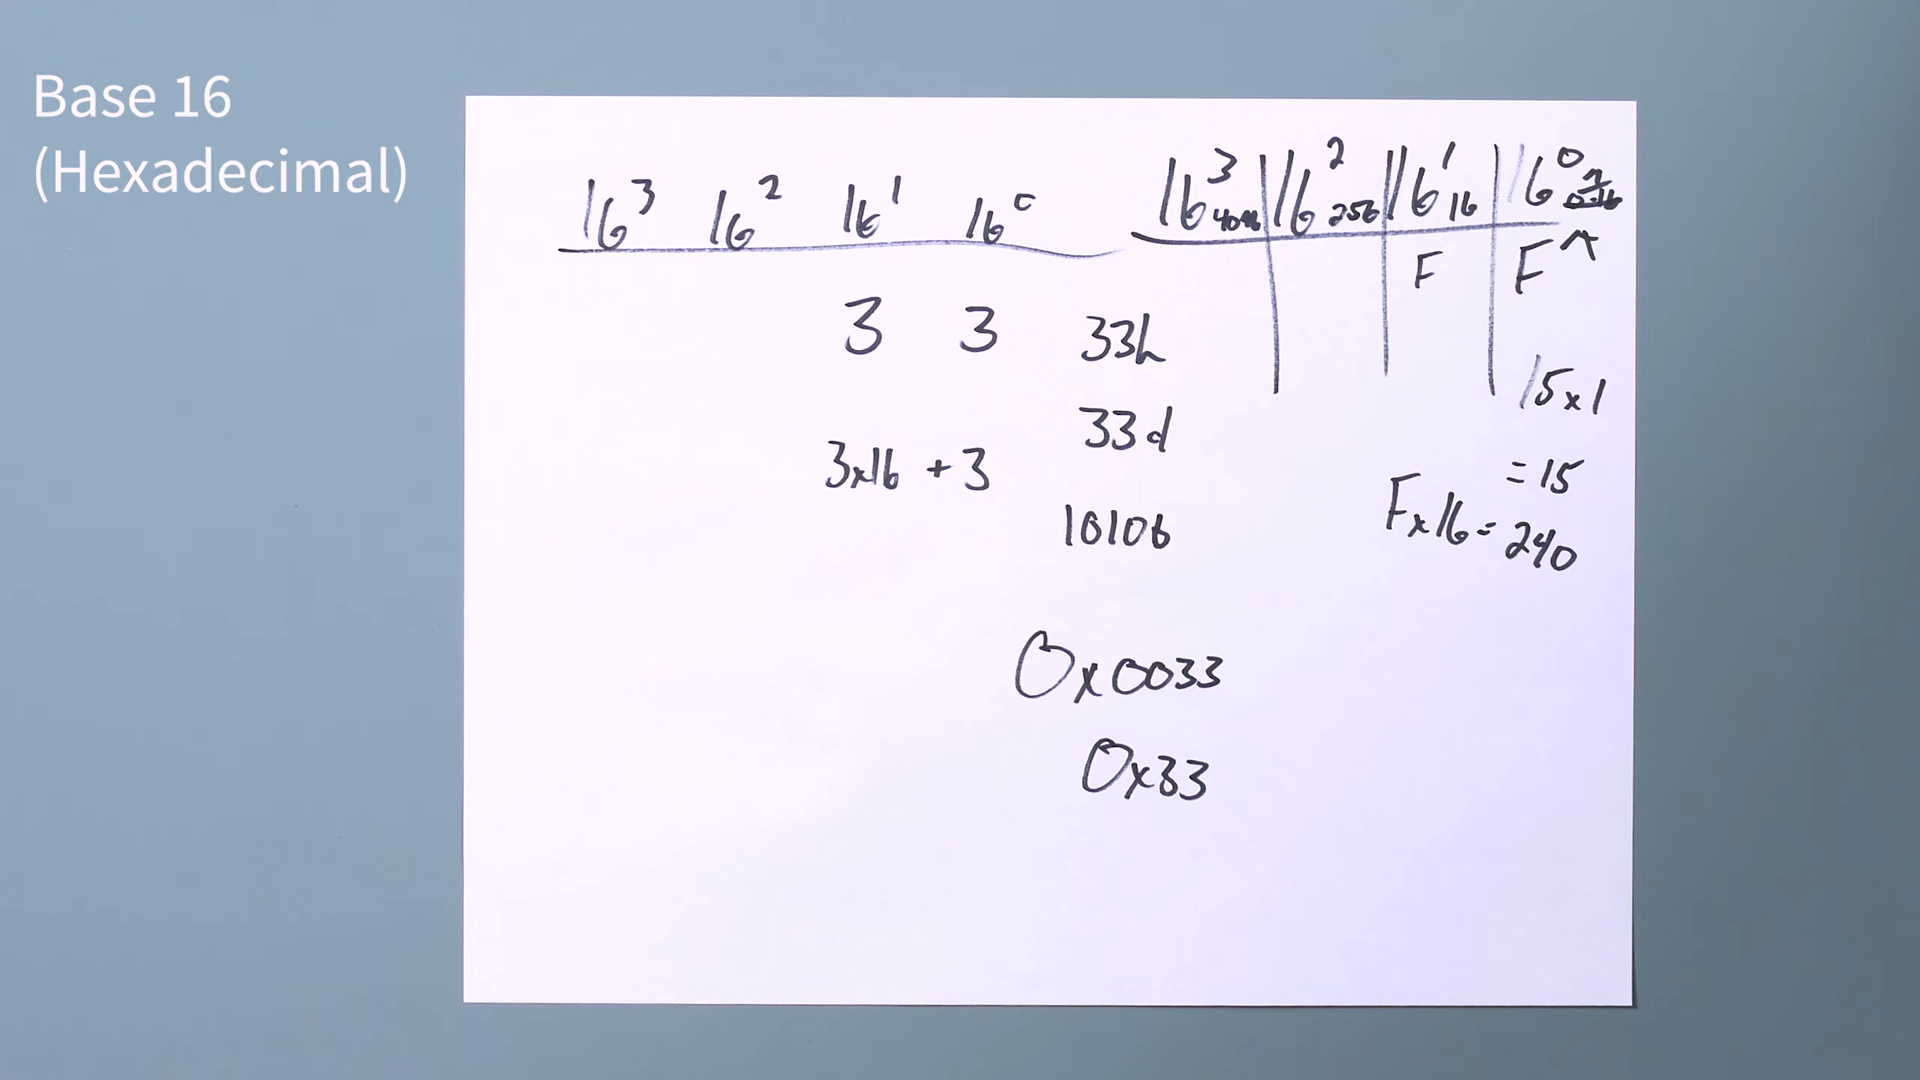 Base 16
(Hexadecimal)
16³ 16² 16¹ 16⁰
3 3 33h
33d
3x16 + 3
1010b
0x0033
0x33
16³ 4096 16² 256 16¹ 16 16⁰
F F
15x1
= 15
Fx16 = 240